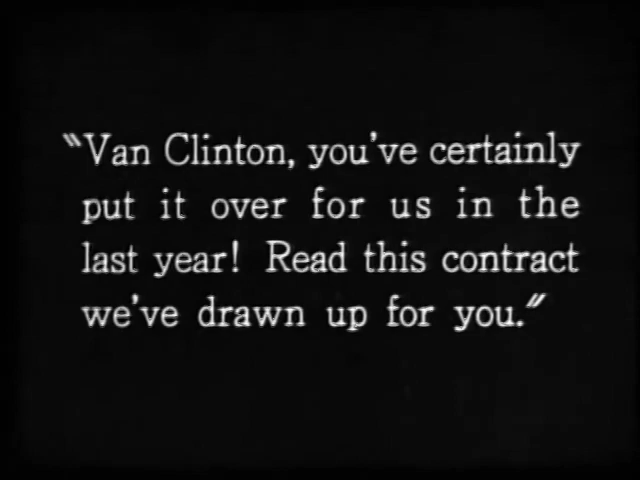 "Van Clinton, you've certainly
put it over for us in the
last year! Read this contract
we've drawn up for you."